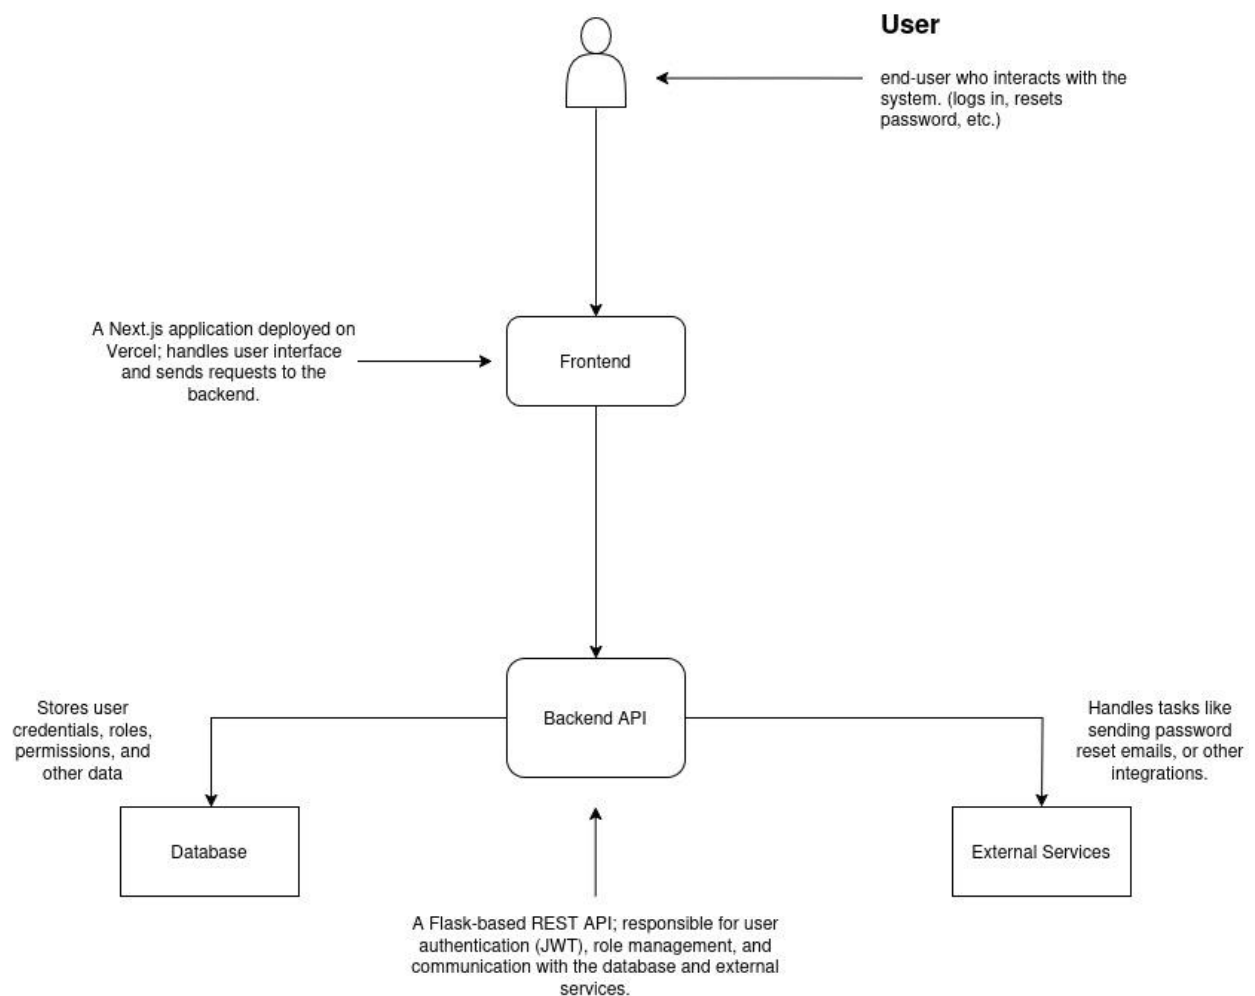 User
end-user who interacts with the
system. (logs in, resets
password, etc.)
A Next.js application deployed on
Vercel; handles user interface
and sends requests to the
backend.
Frontend
Stores user
credentials, roles,
permissions, and
other data
Backend API
Handles tasks like
sending password
reset emails, or other
integrations.
Database
External Services
A Flask-based REST API; responsible for user
authentication (JWT), role management, and
communication with the database and external
services.